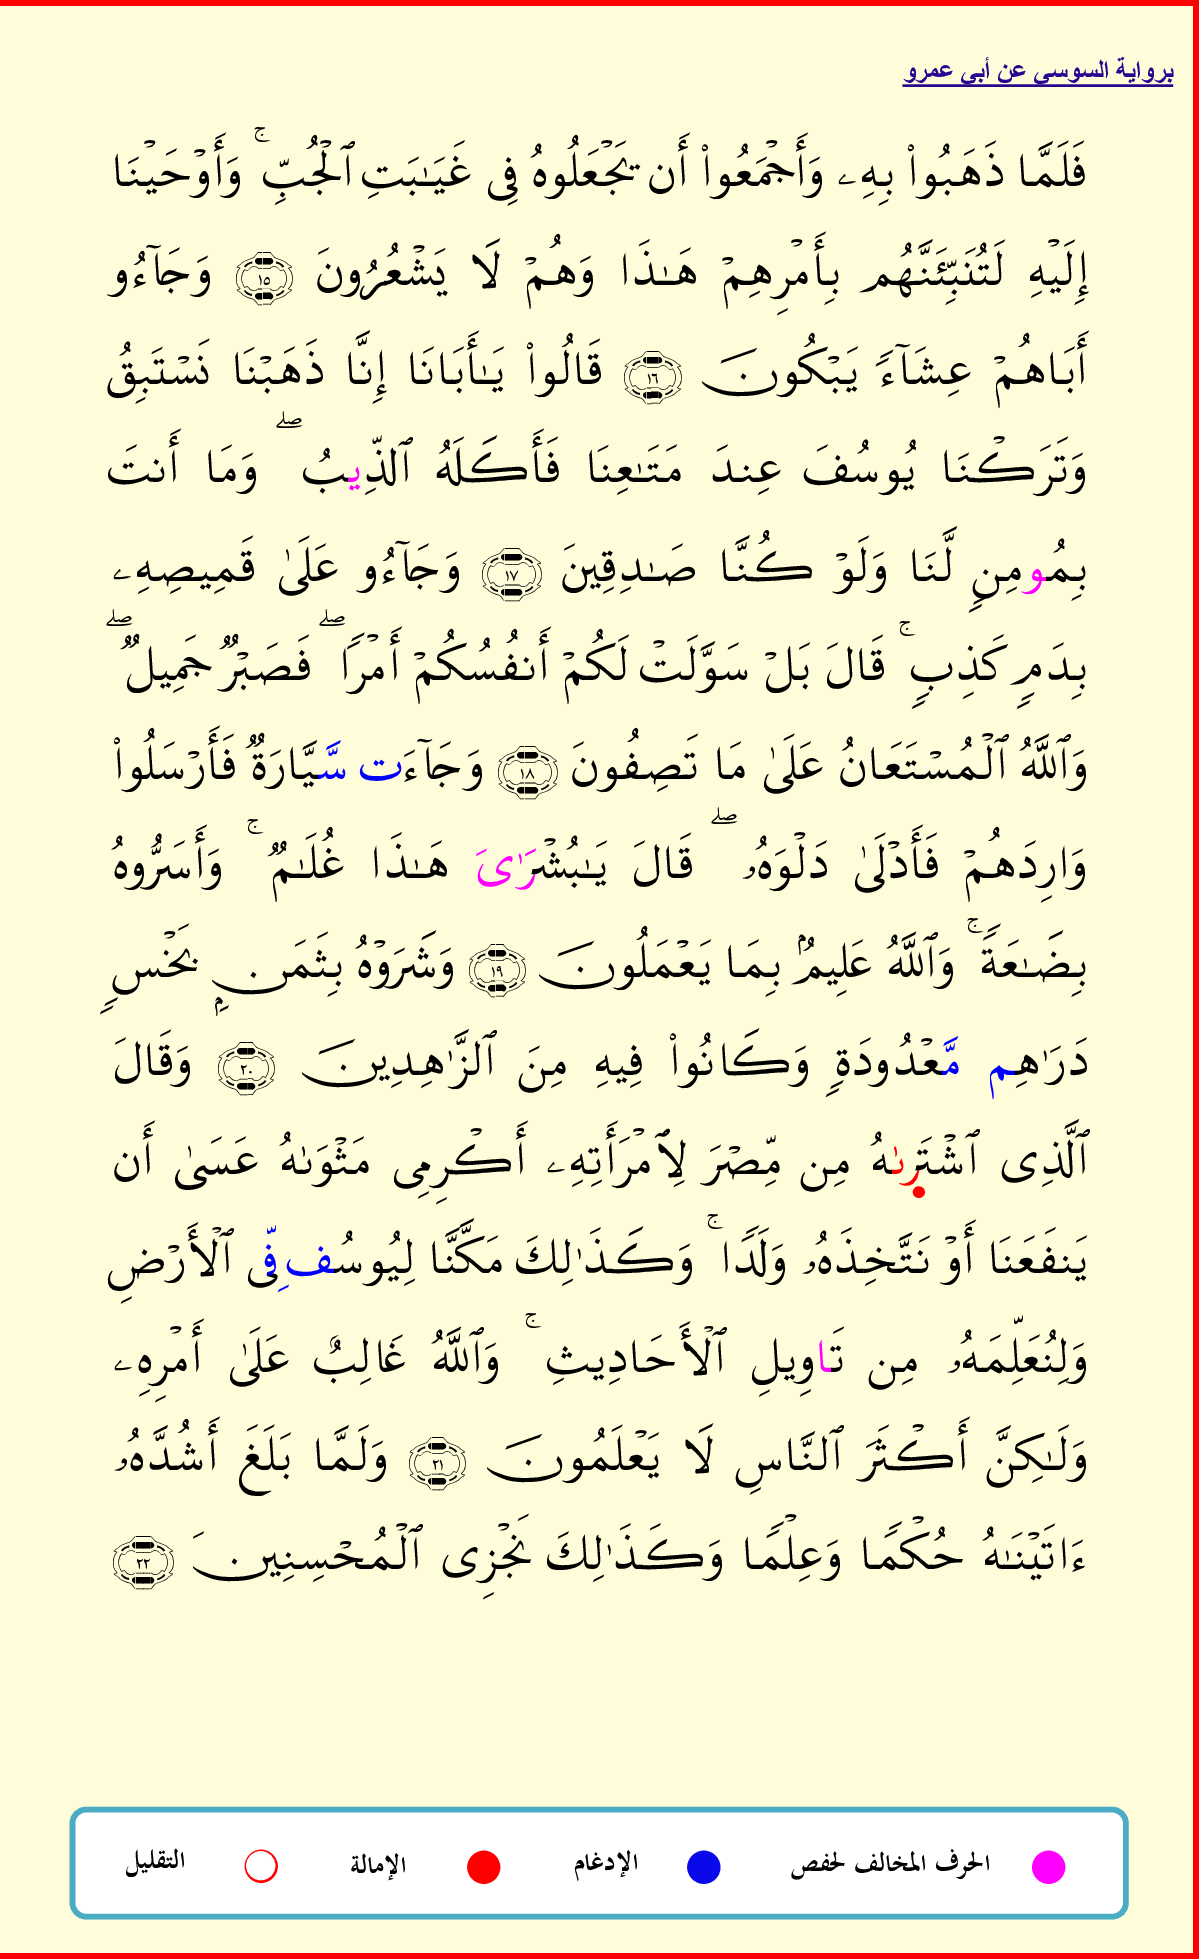 برواية السوسي عن أبي عمرو
فَلَمَّا ذَهَبُوا۟ بِهِۦ وَأَجْمَعُوا۟ أَن يَجْعَلُوهُ فِى غَيَـٰبَتِ ٱلْجُبِّ ۚ وَأَوْحَيْنَا
إِلَيْهِ لَتُنَبِّئَنَّهُم بِأَمْرِهِمْ هَـٰذَا وَهُمْ لَا يَشْعُرُونَ ١٥ وَجَآءُو
أَبَاهُمْ عِشَآءً يَبْكُونَ ١٦ قَالُوا۟ يَـٰأَبَانَا إِنَّا ذَهَبْنَا نَسْتَبِقُ
وَتَرَكْنَا يُوسُفَ عِندَ مَتَـٰعِنَا فَأَكَلَهُ ٱلذِّيبُ ۖ وَمَا أَنتَ
بِمُومِنٍ لَّنَا وَلَوْ كُنَّا صَـٰدِقِينَ ١٧ وَجَآءُو عَلَىٰ قَمِيصِهِۦ
بِدَمٍ كَذِبٍ ۚ قَالَ بَلْ سَوَّلَتْ لَكُمْ أَنفُسُكُمْ أَمْرًا ۖ فَصَبْرٌ جَمِيلٌ ۖ
وَٱللَّهُ ٱلْمُسْتَعَانُ عَلَىٰ مَا تَصِفُونَ ١٨ وَجَآءَت سَّيَّارَةٌ فَأَرْسَلُوا۟
وَارِدَهُمْ فَأَدْلَىٰ دَلْوَهُۥ ۖ قَالَ يَـٰبُشْرَٰىَ هَـٰذَا غُلَـٰمٌ ۚ وَأَسَرُّوهُ
بِضَـٰعَةً ۚ وَٱللَّهُ عَلِيمُۢ بِمَا يَعْمَلُونَ ١٩ وَشَرَوْهُ بِثَمَنِۭ بَخْسٍ
دَرَٰهِم مَّعْدُودَةٍ وَكَانُوا۟ فِيهِ مِنَ ٱلزَّٰهِدِينَ ٢٠ وَقَالَ
ٱلَّذِى ٱشْتَرِىٰهُ مِن مِّصْرَ لِٱمْرَأَتِهِۦ أَكْرِمِى مَثْوَىٰهُ عَسَىٰ أَن
يَنفَعَنَا أَوْ نَتَّخِذَهُۥ وَلَدًا ۚ وَكَذَٰلِكَ مَكَّنَّا لِيُوسُف فِّى ٱلْأَرْضِ
وَلِنُعَلِّمَهُۥ مِن تَاوِيلِ ٱلْأَحَادِيثِ ۚ وَٱللَّهُ غَالِبٌ عَلَىٰ أَمْرِهِۦ
وَلَـٰكِنَّ أَكْثَرَ ٱلنَّاسِ لَا يَعْلَمُونَ ٢١ وَلَمَّا بَلَغَ أَشُدَّهُۥ
ءَاتَيْنَـٰهُ حُكْمًا وَعِلْمًا وَكَذَٰلِكَ نَجْزِى ٱلْمُحْسِنِينَ ٢٢
الحرف المخالف لحفص الإدغام الإمالة التقليل